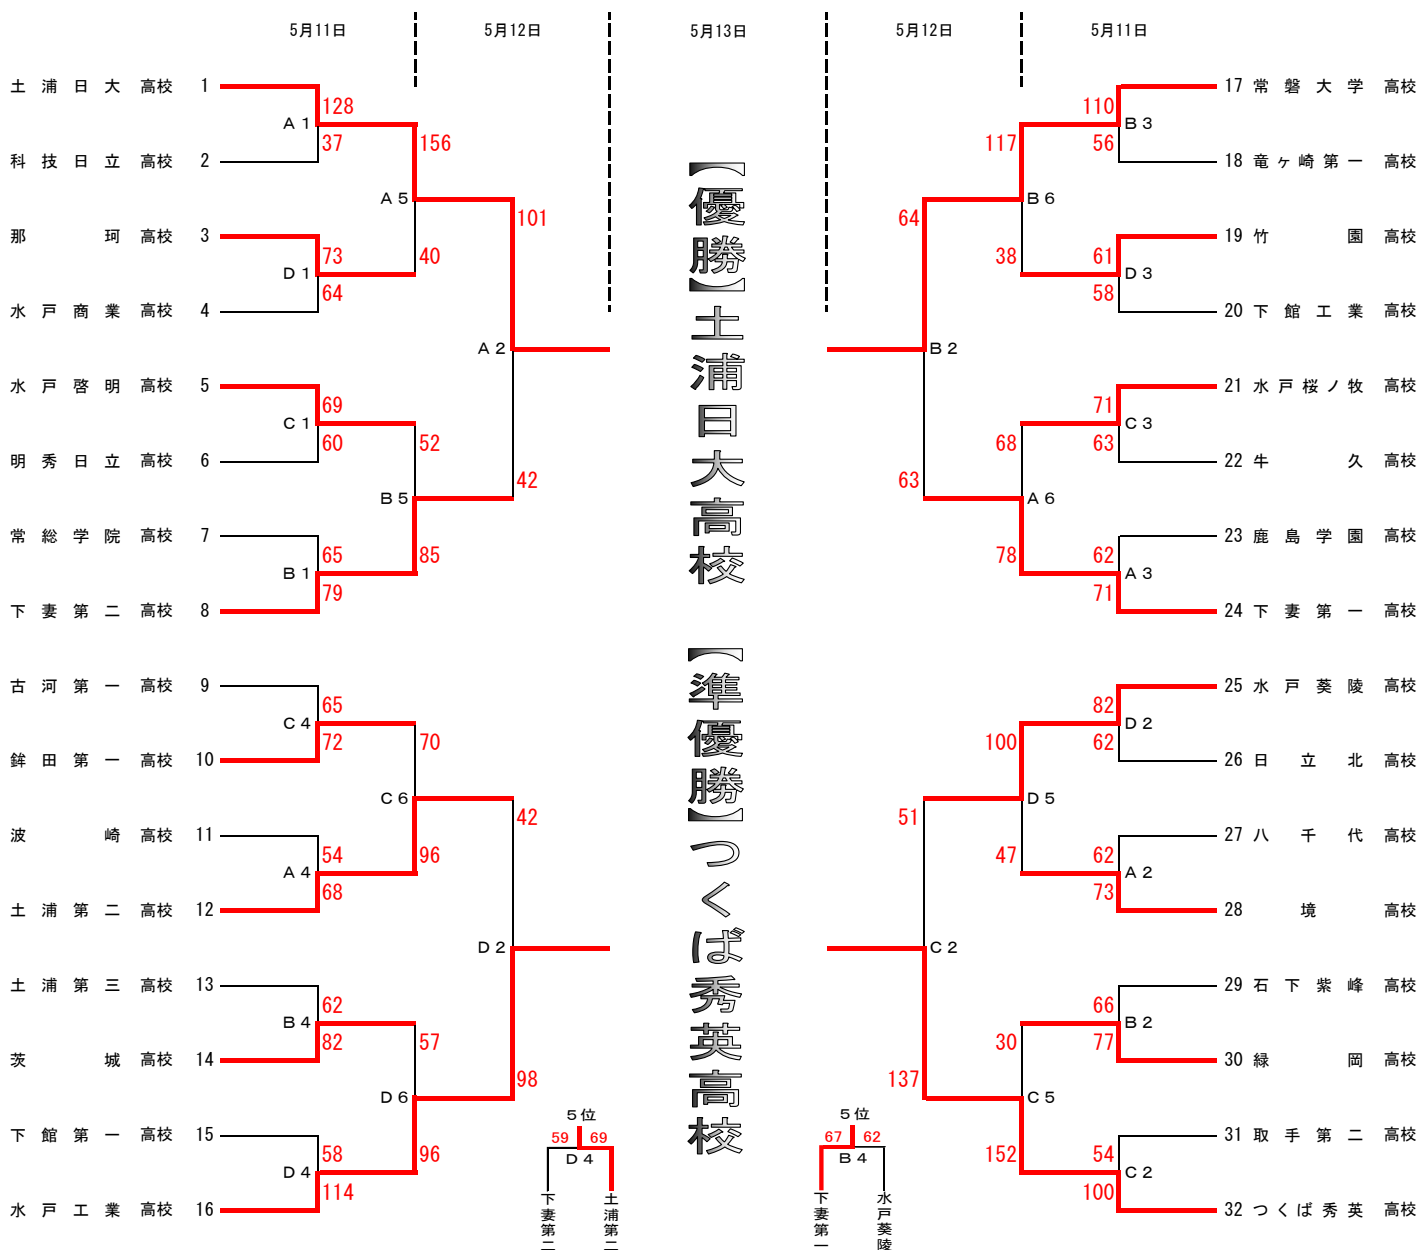 5月11日
5月12日
5月13日
5月12日
5月11日
土浦日大 高校 1
科技日立 高校 2
那珂 高校 3
水戸商業 高校 4
水戸啓明 高校 5
明秀日立 高校 6
常総学院 高校 7
下妻第二 高校 8
古河第一 高校 9
鉾田第一 高校 10
波崎 高校 11
土浦第二 高校 12
土浦第三 高校 13
茨城 高校 14
下館第一 高校 15
水戸工業 高校 16
128
A1
37
73
D1
64
69
C1
60
65
B1
79
65
C4
72
54
A4
68
62
B4
82
58
D4
114
156
A5
40
52
B5
85
70
C6
96
57
D6
96
101
A2
42
42
D2
98
【優勝】土浦日大高校
【準優勝】つくば秀英高校
64
B2
63
51
C2
137
117
B6
38
68
A6
78
100
D5
47
30
C5
152
110
B3
56
61
D3
58
71
C3
63
62
A3
71
82
D2
62
62
A2
73
66
B2
77
54
C2
100
17 常磐大学 高校
18 竜ヶ崎第一 高校
19 竹園 高校
20 下館工業 高校
21 水戸桜ノ牧 高校
22 牛久 高校
23 鹿島学園 高校
24 下妻第一 高校
25 水戸葵陵 高校
26 日立北 高校
27 八千代 高校
28 境 高校
29 石下紫峰 高校
30 緑岡 高校
31 取手第二 高校
32 つくば秀英 高校
5位
59 69
D4
下妻第二
土浦第二
5位
67 62
B4
下妻第一
水戸葵陵